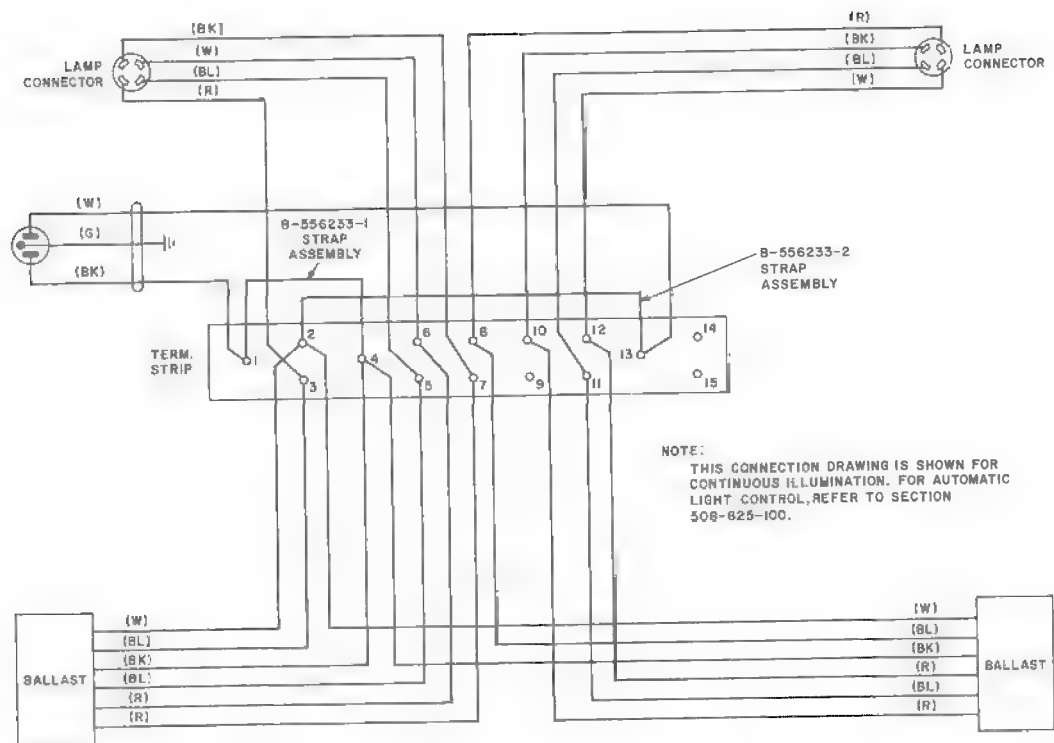 (BK)
(W)
(BL)
(R)
LAMP
CONNECTOR
(R)
(BK)
(BL)
(W)
LAMP
CONNECTOR
(W)
(G)
(BK)
B-556233-1
STRAP
ASSEMBLY
B-556233-2
STRAP
ASSEMBLY
TERM.
STRIP
1
2
3
4
5
6
7
8
9
10
11
12
13
14
15
NOTE:
THIS CONNECTION DRAWING IS SHOWN FOR
CONTINUOUS ILLUMINATION. FOR AUTOMATIC
LIGHT CONTROL, REFER TO SECTION
508-825-100.
BALLAST
(W)
(BL)
(BK)
(BL)
(R)
(R)
(W)
(BL)
(BK)
(R)
(BL)
(R)
BALLAST